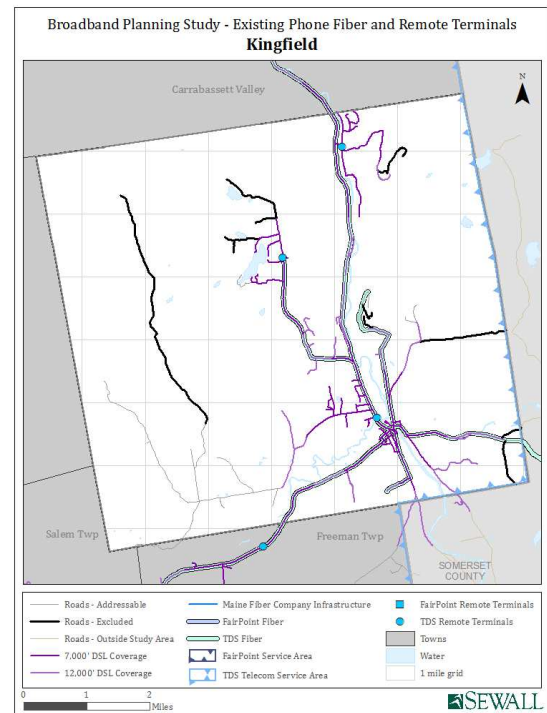 Broadband Planning Study - Existing Phone Fiber and Remote Terminals
Kingfield
Carrabassett Valley
N
Salem Twp
Freeman Twp
SOMERSET
COUNTY
Roads - Addressable
Roads - Excluded
Roads - Outside Study Area
7,000' DSL Coverage
12,000' DSL Coverage
Maine Fiber Company Infrastructure
FairPoint Fiber
TDS Fiber
FairPoint Service Area
TDS Telecom Service Area
FairPoint Remote Terminals
TDS Remote Terminals
Towns
Water
1 mile grid
0 1 2
Miles
SEWALL